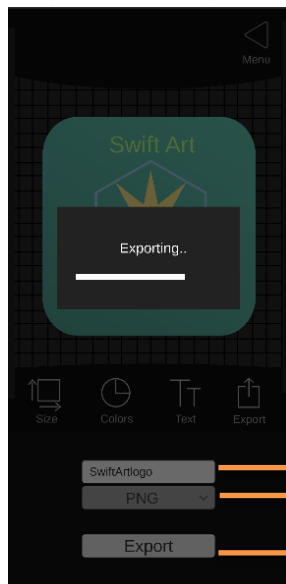 Menu
Swift Art
Exporting..
Size Colors Text Export
SwiftArtlogo
PNG
Export